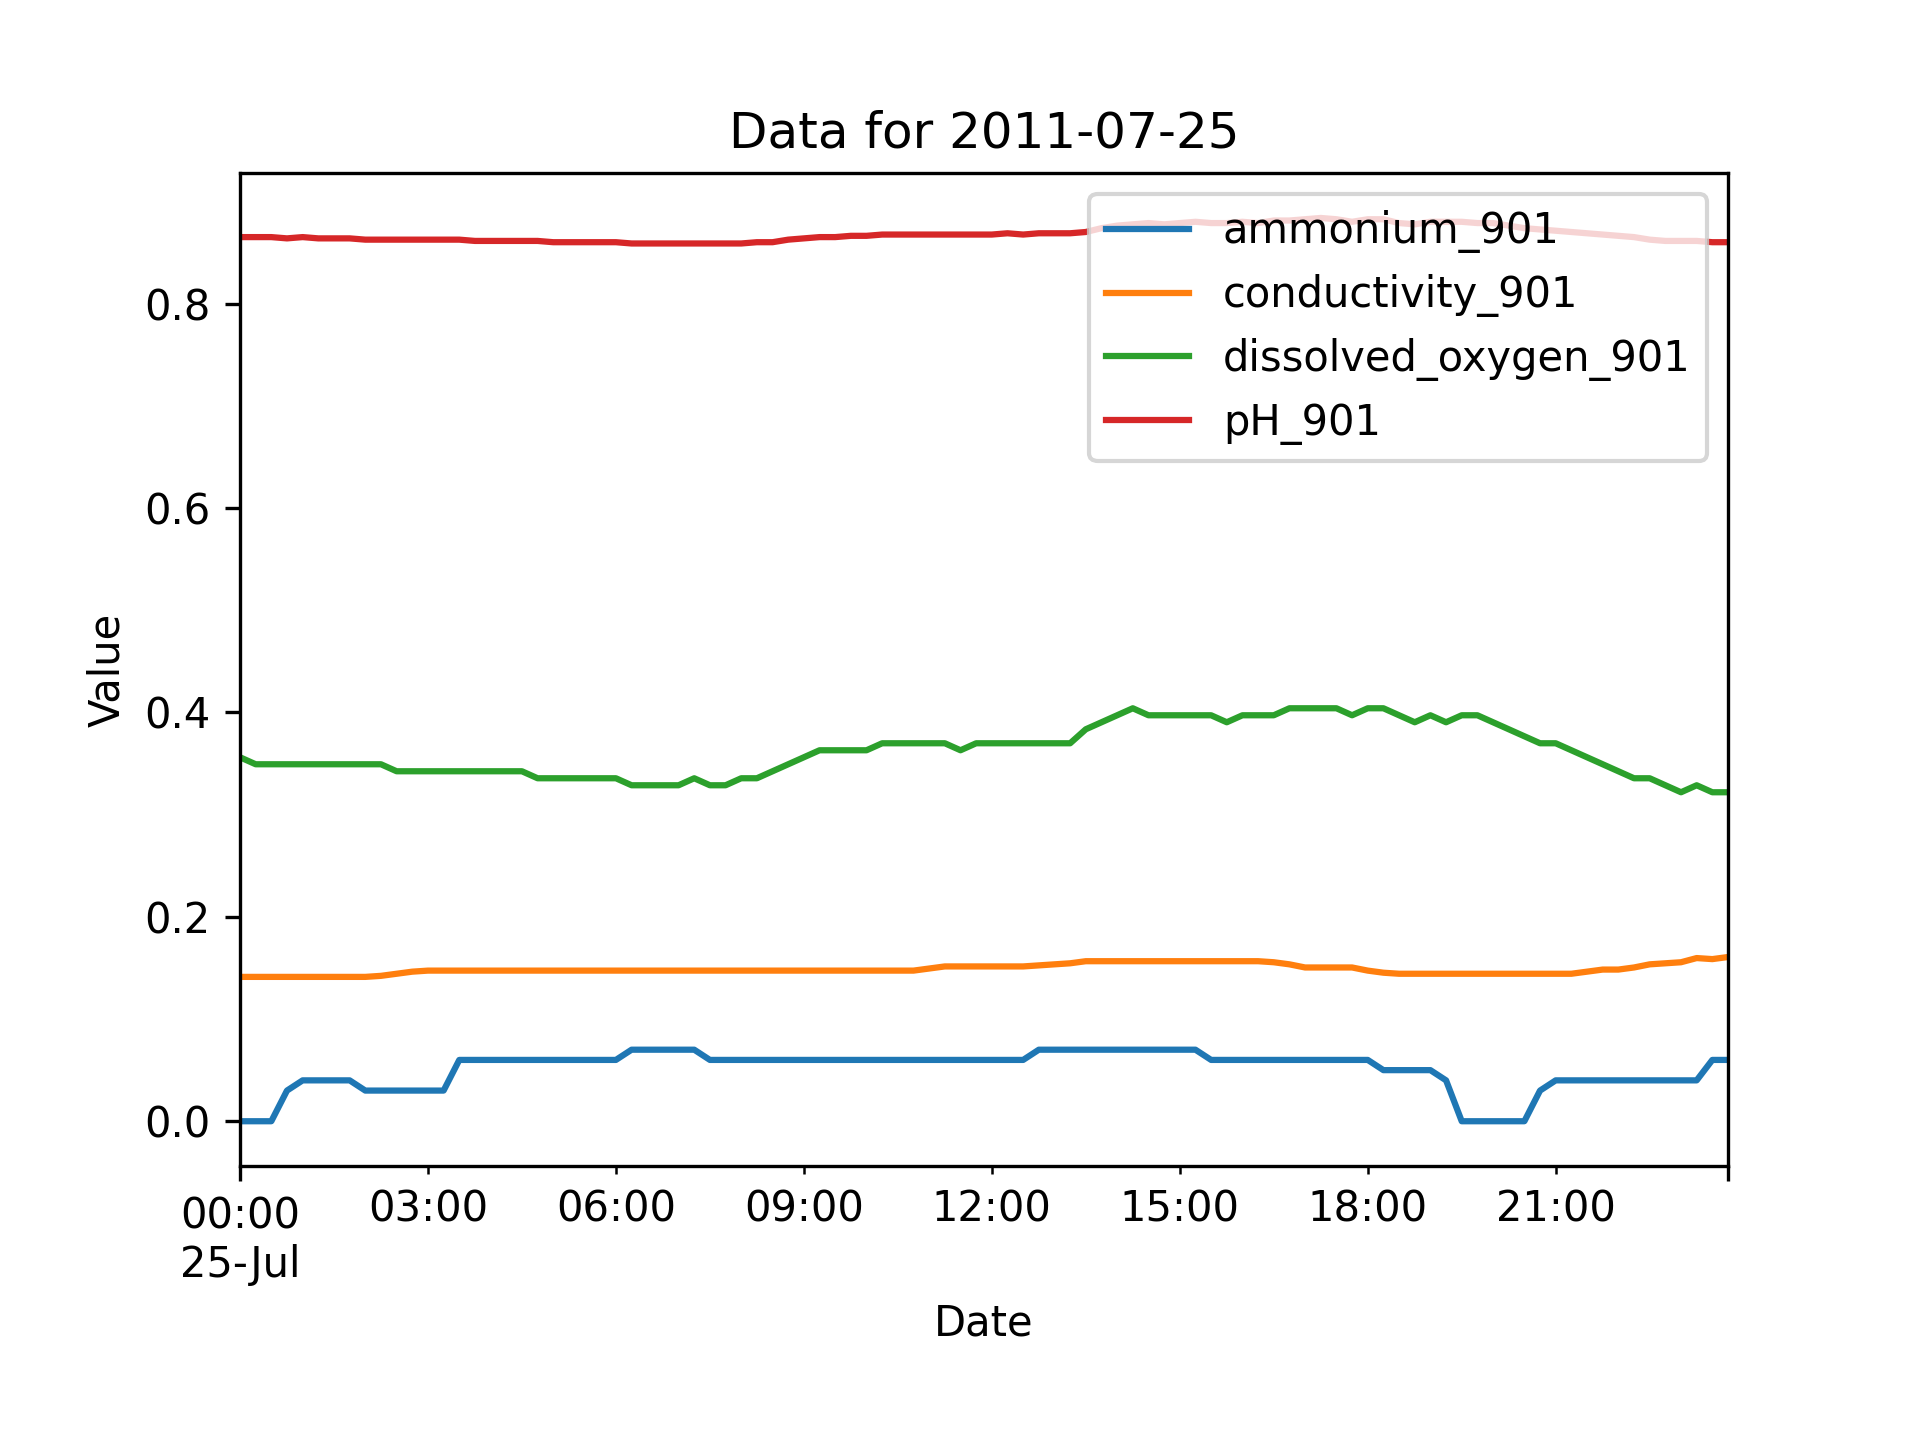 Data for 2011-07-25
ammonium_901
conductivity_901
dissolved_oxygen_901
pH_901
0.8
0.6
0.4
0.2
0.0
Value
00:00 03:00 06:00 09:00 12:00 15:00 18:00 21:00
25-Jul
Date